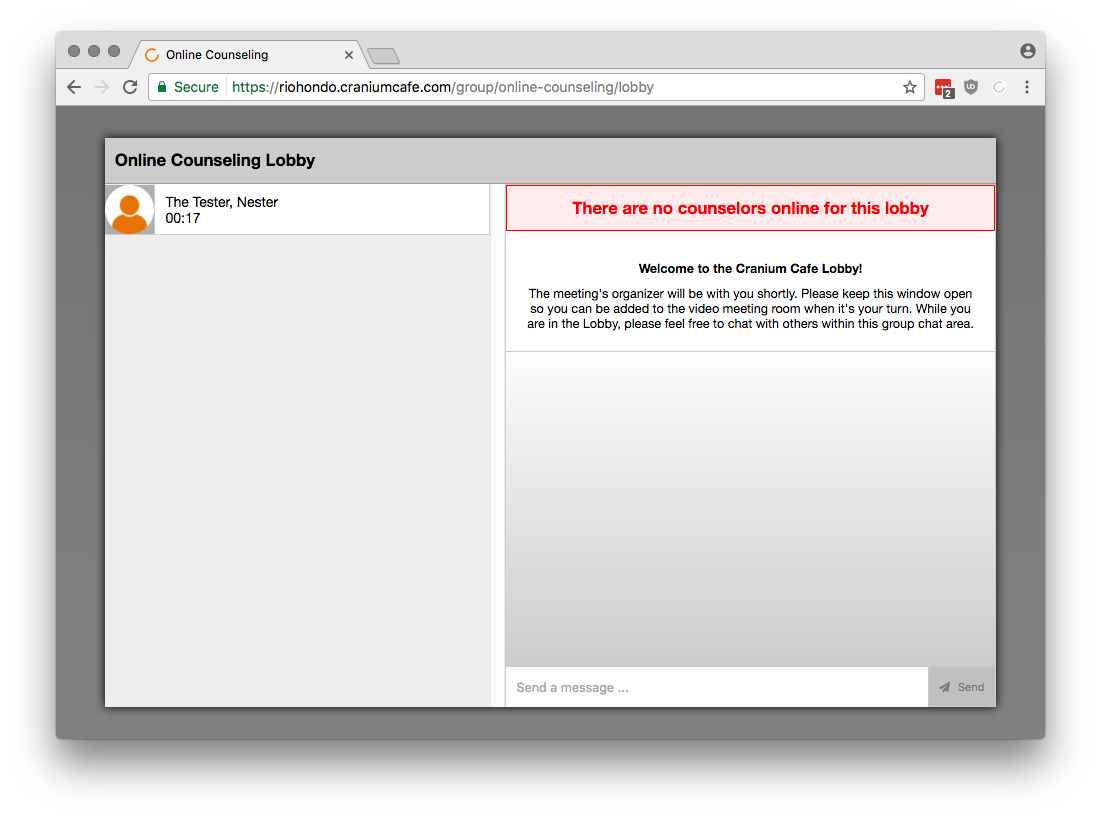 Online Counseling
Secure https://riohondo.craniumcafe.com/group/online-counseling/lobby
2
Online Counseling Lobby
The Tester, Nester
00:17
There are no counselors online for this lobby
Welcome to the Cranium Cafe Lobby!
The meeting's organizer will be with you shortly. Please keep this window open
so you can be added to the video meeting room when it's your turn. While you
are in the Lobby, please feel free to chat with others within this group chat area.
Send a message ...
Send